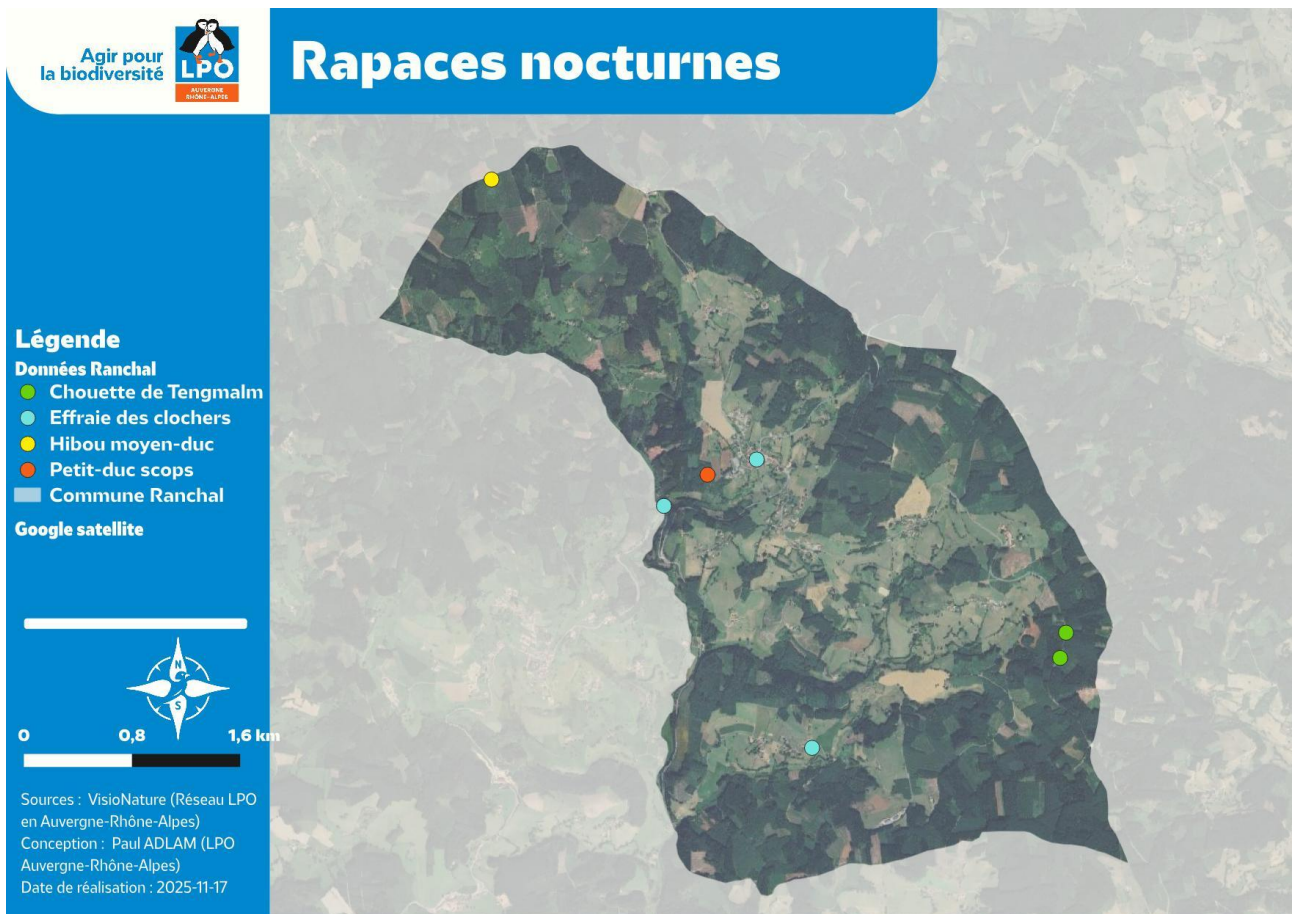 Agir pour
la biodiversité
LPO
AUVERGNE
RHÔNE-ALPES
Rapaces nocturnes
Légende
Données Ranchal
Chouette de Tengmalm
Effraie des clochers
Hibou moyen-duc
Petit-duc scops
Commune Ranchal
Google satellite
N
S
0 0,8 1,6 km
Sources : VisioNature (Réseau LPO
en Auvergne-Rhône-Alpes)
Conception : Paul ADLAM (LPO
Auvergne-Rhône-Alpes)
Date de réalisation : 2025-11-17